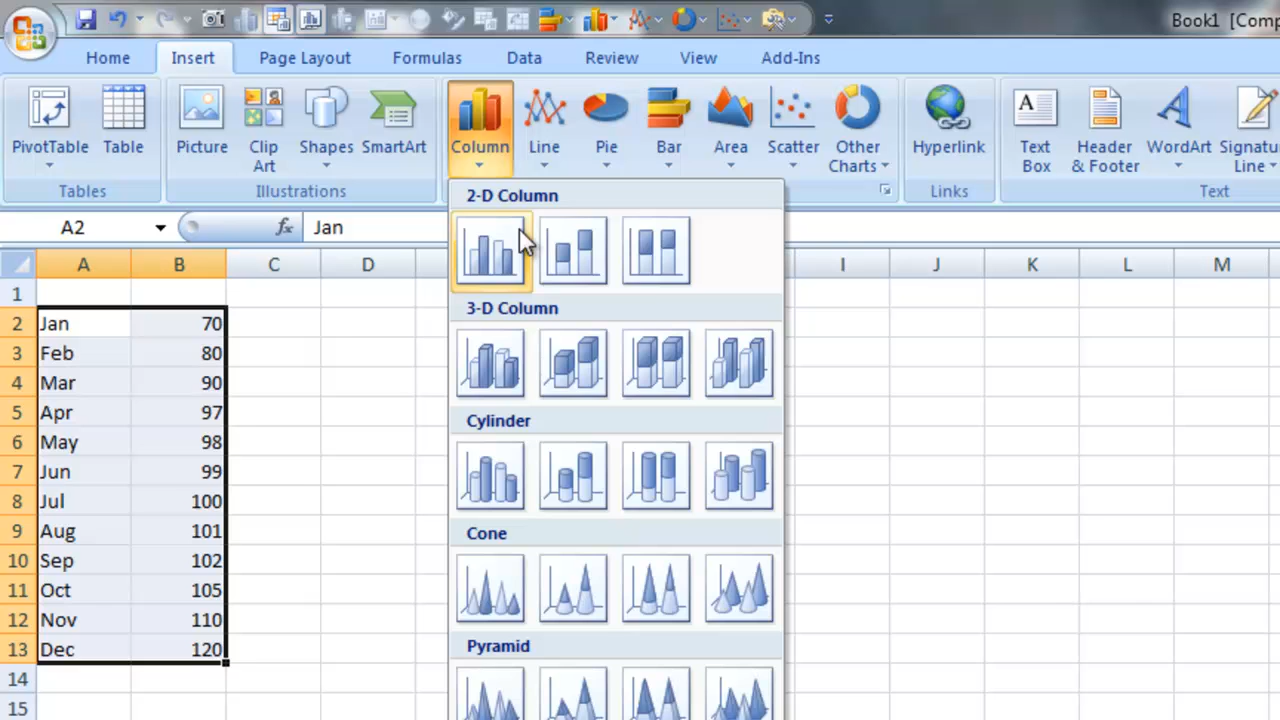 Book1 [Comp
Home Insert Page Layout Formulas Data Review View Add-Ins
PivotTable Table Picture Clip Art Shapes SmartArt Column Line Pie Bar Area Scatter Other Charts Hyperlink Text Box Header & Footer WordArt Signatu Line
Tables Illustrations Links Text
A2 fx Jan
A B C D I J K L M
1
2 Jan 70
3 Feb 80
4 Mar 90
5 Apr 97
6 May 98
7 Jun 99
8 Jul 100
9 Aug 101
10 Sep 102
11 Oct 105
12 Nov 110
13 Dec 120
14
15
2-D Column
3-D Column
Cylinder
Cone
Pyramid